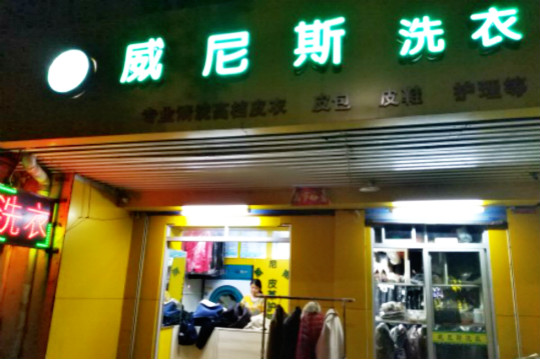 威尼斯洗衣
专业清洗高档皮衣 皮包 皮鞋 护理等
洗衣